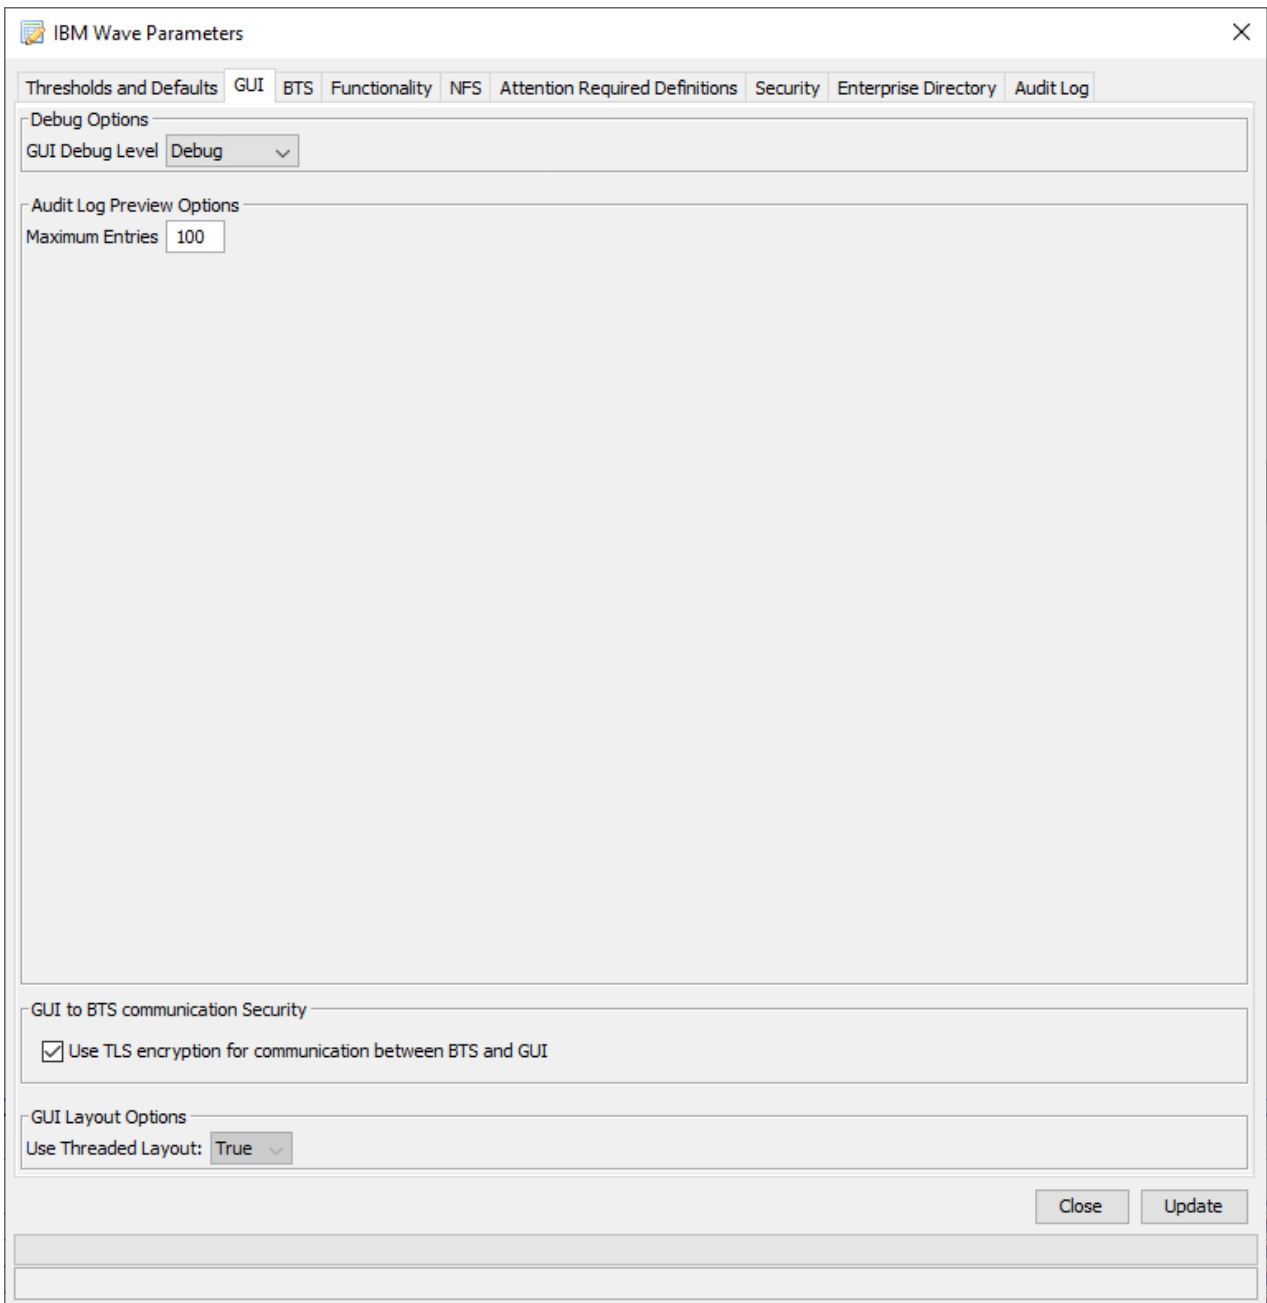 IBM Wave Parameters
Thresholds and Defaults GUI BTS Functionality NFS Attention Required Definitions Security Enterprise Directory Audit Log
Debug Options
GUI Debug Level Debug
Audit Log Preview Options
Maximum Entries 100
GUI to BTS communication Security
Use TLS encryption for communication between BTS and GUI
GUI Layout Options
Use Threaded Layout: True
Close Update